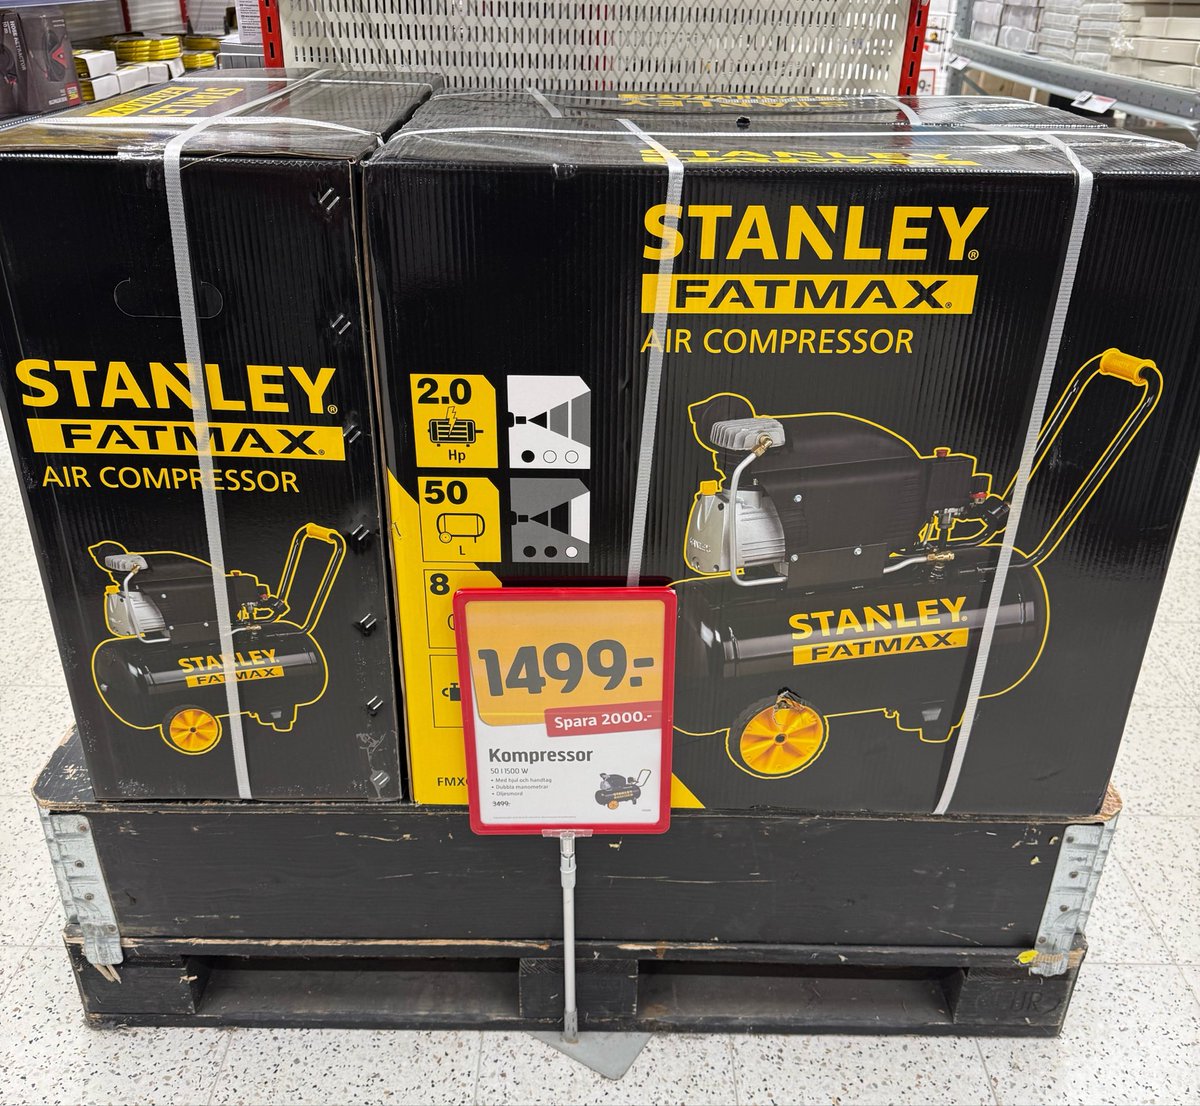 STANLEY
FATMAX
AIR COMPRESSOR
STANLEY
FATMAX
STANLEY®
FATMAX®
AIR COMPRESSOR
2.0
Hp
50
L
8
STANLEY
FATMAX
1499:-
Spara 2000:-
Kompressor
50 l 1500 W
• Med hjul och handtag
• Dubbla manometrar
• Oljesmord
3499:-